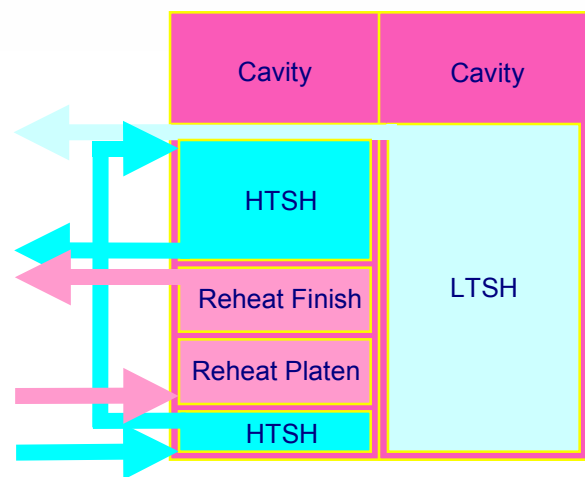 Cavity
Cavity
HTSH
LTSH
Reheat Finish
Reheat Platen
HTSH